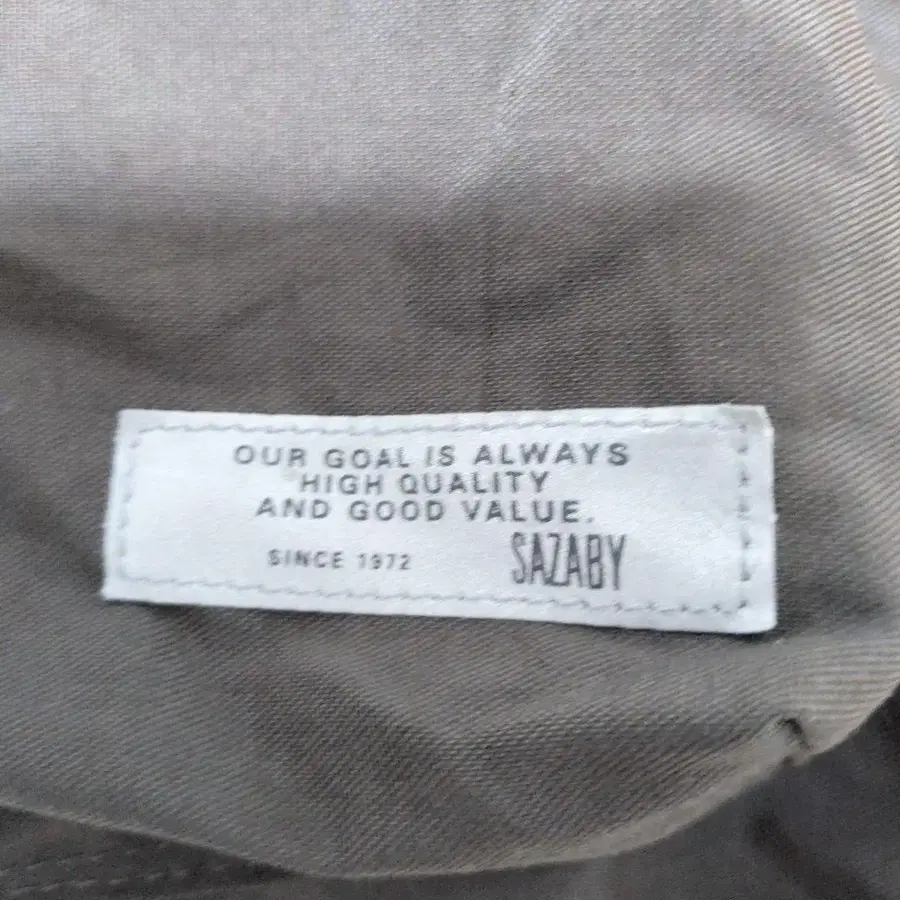 OUR GOAL IS ALWAYS
HIGH QUALITY
AND GOOD VALUE.
SINCE 1972 SAZABY